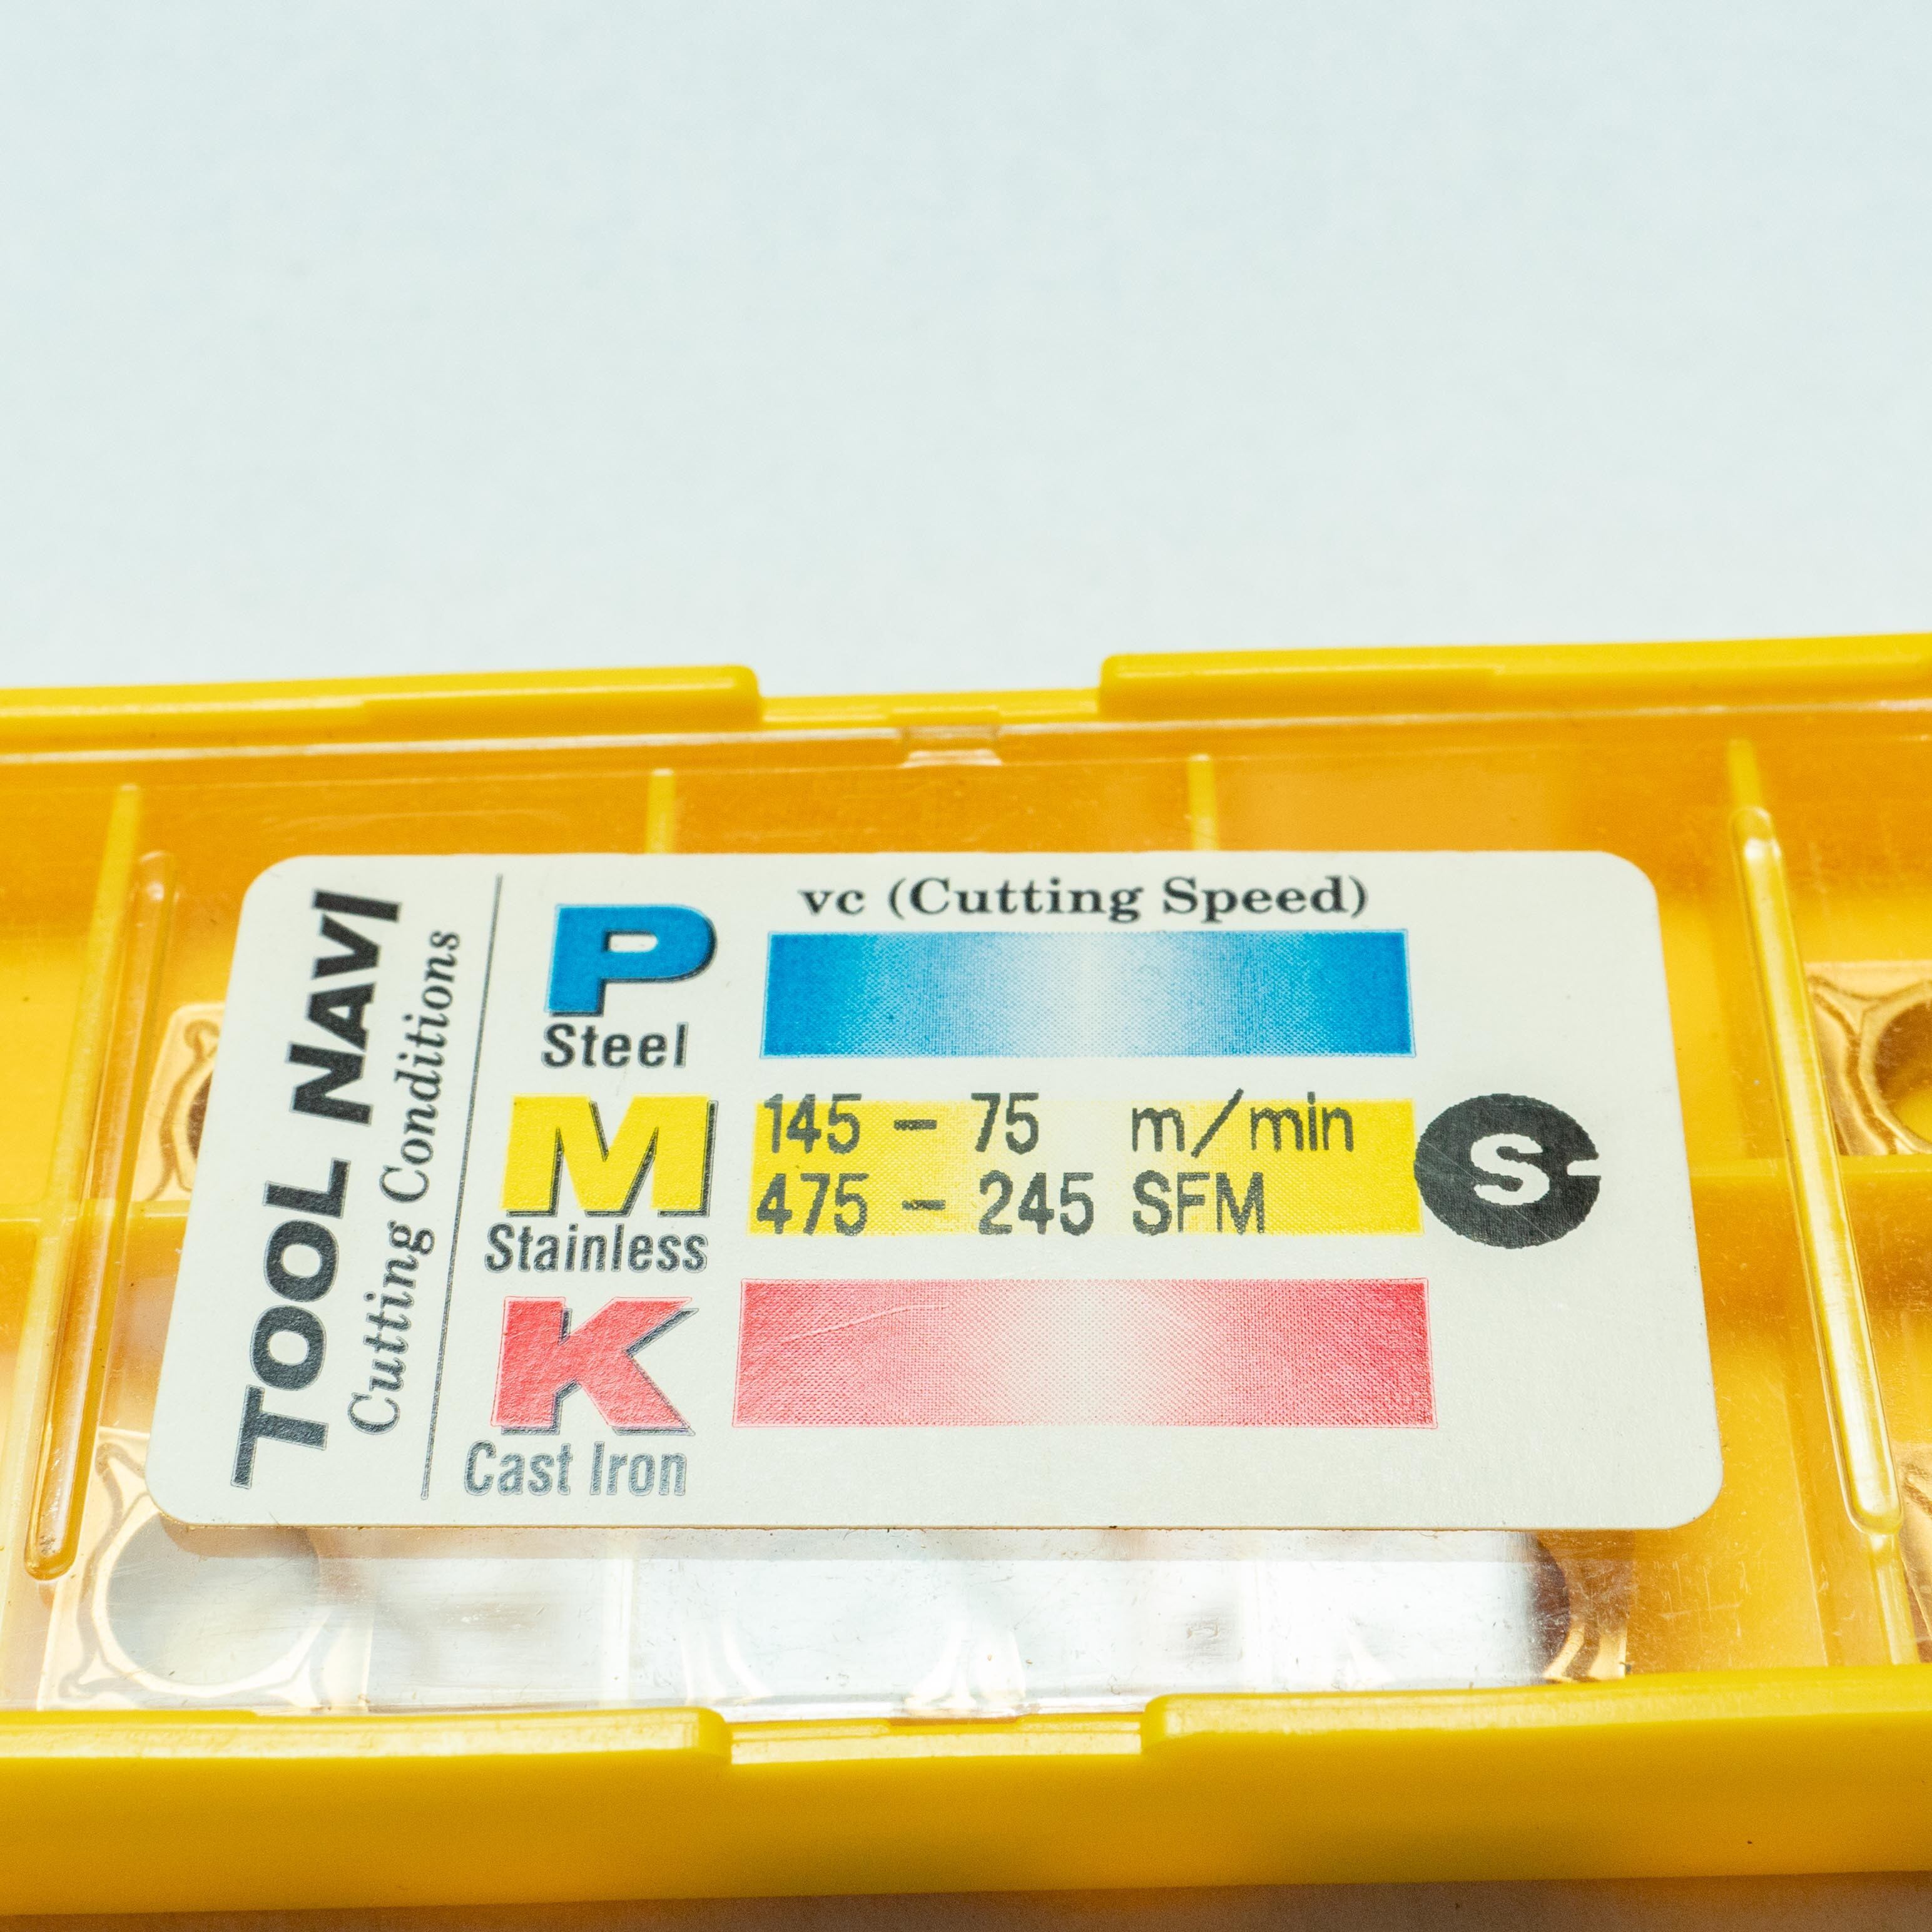 TOOL NAVI
Cutting Conditions
vc (Cutting Speed)
P
Steel
M
Stainless
145 - 75 m/min
475 - 245 SFM
S
K
Cast Iron